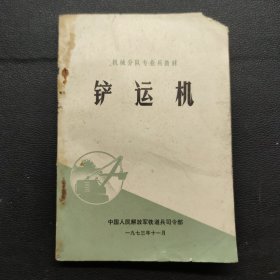 机械分队专业兵教材
铲运机
中国人民解放军铁道兵司令部
一九七三年十一月